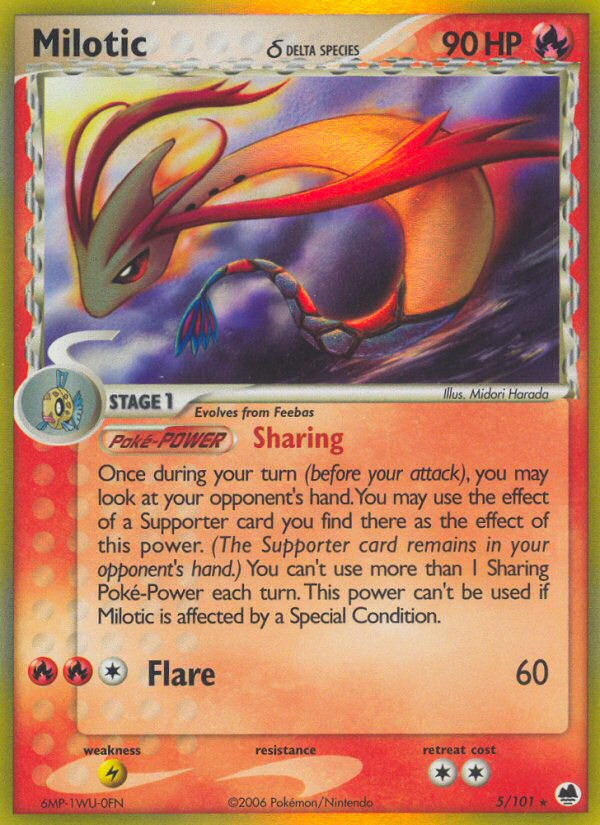 Milotic δ DELTA SPECIES 90 HP
Illus. Midori Harada
STAGE 1
Evolves from Feebas
Poké-POWER Sharing
Once during your turn (before your attack), you may
look at your opponent's hand.You may use the effect
of a Supporter card you find there as the effect of
this power. (The Supporter card remains in your
opponent's hand.) You can't use more than 1 Sharing
Poké-Power each turn. This power can't be used if
Milotic is affected by a Special Condition.
Flare 60
weakness resistance retreat cost
6MP-1WU-0FN ©2006 Pokémon/Nintendo 5/101 ★